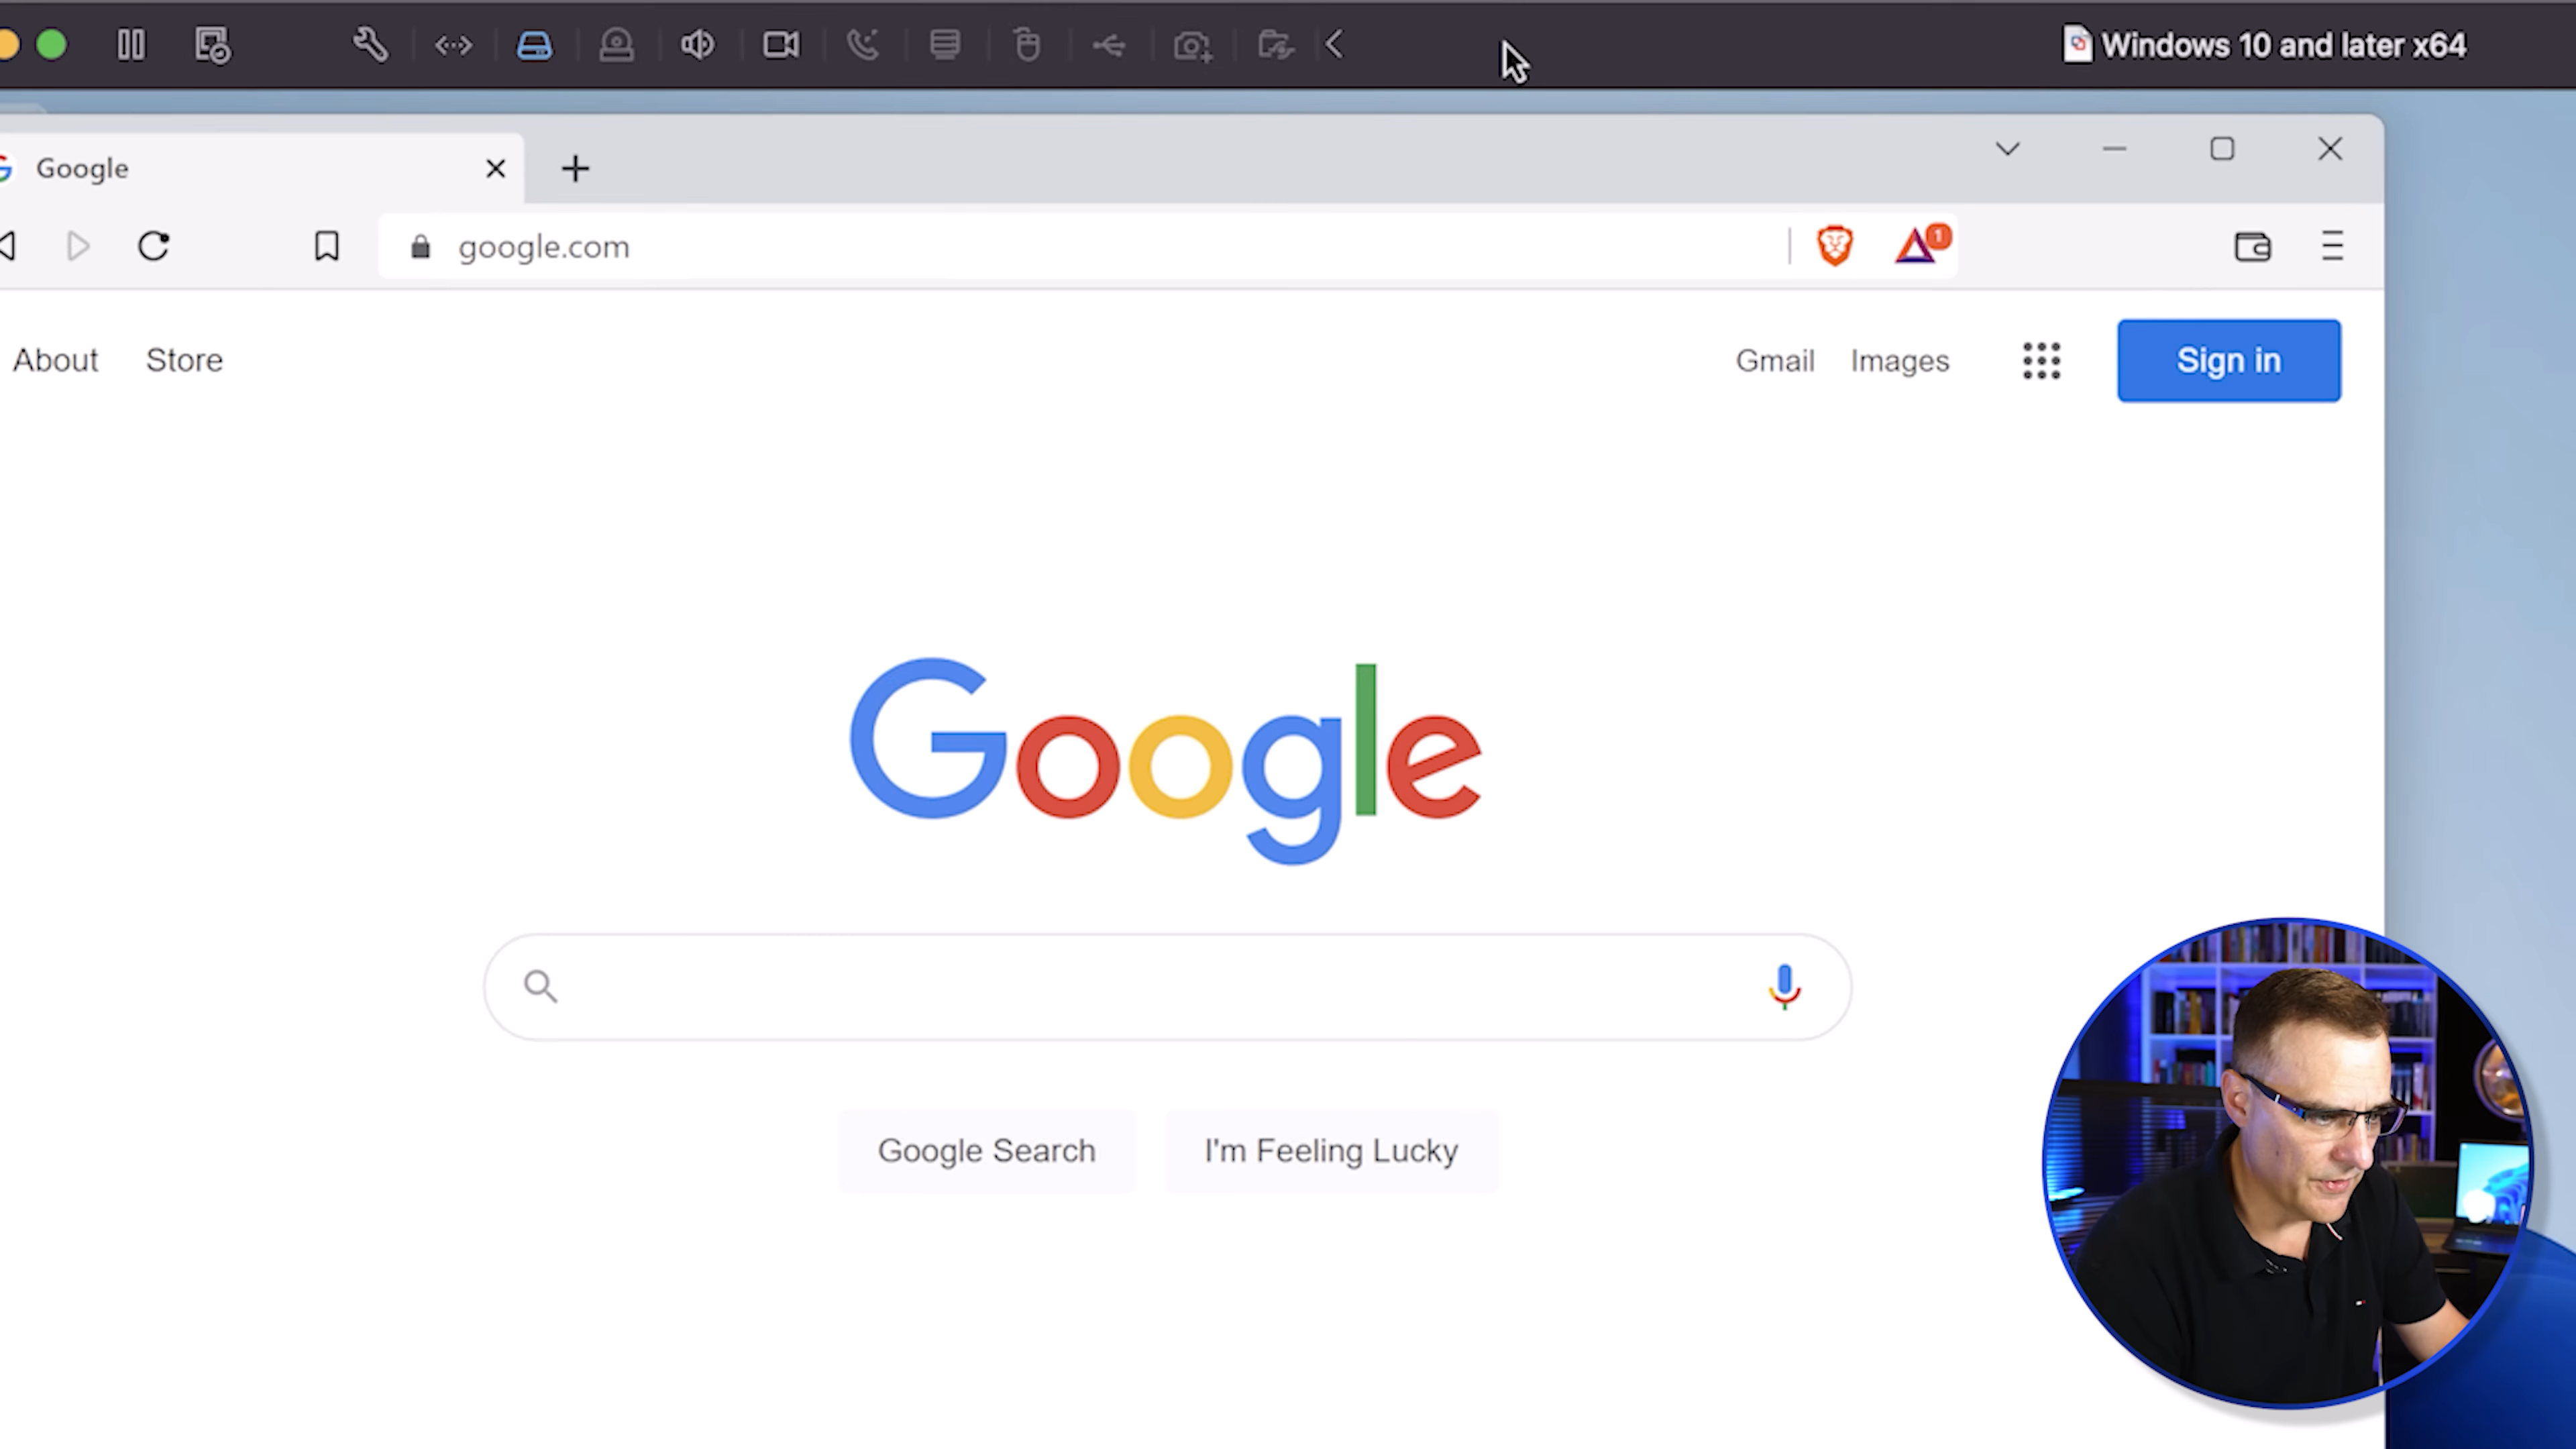 Windows 10 and later x64
Google
google.com
1
About Store Gmail Images Sign in
Google
Google Search I'm Feeling Lucky